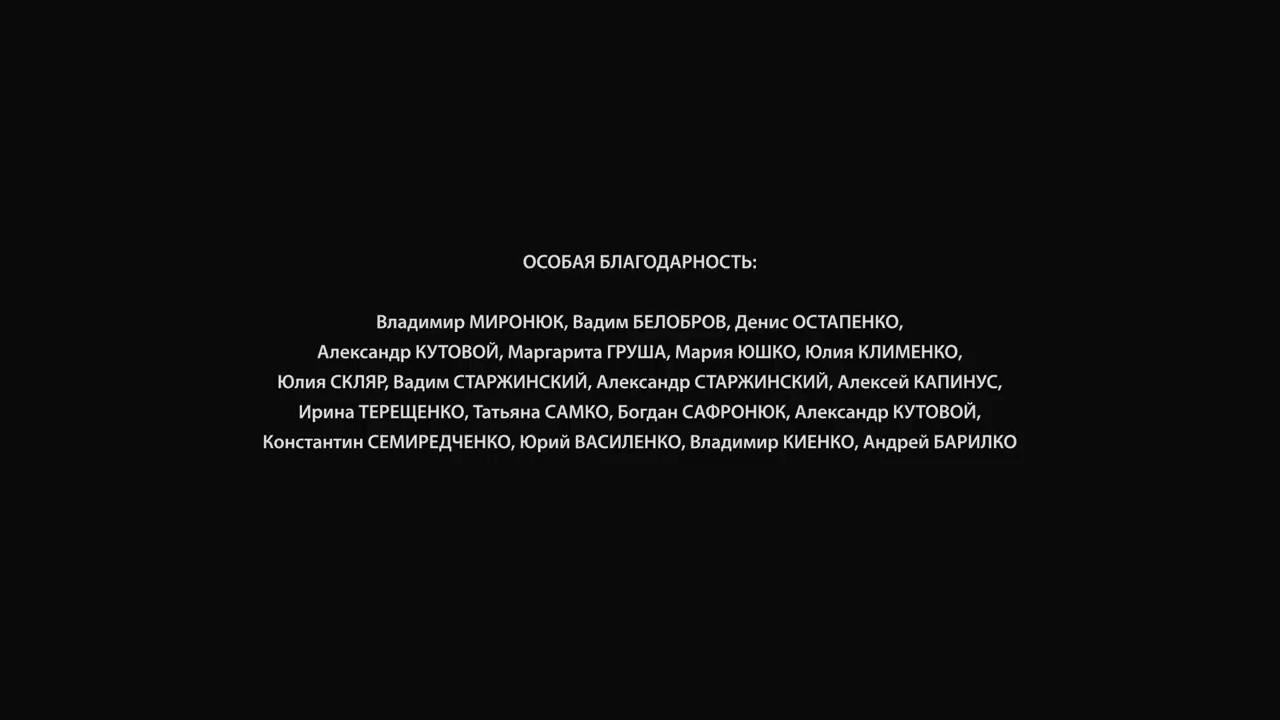 ОСОБАЯ БЛАГОДАРНОСТЬ:
Владимир МИРОНЮК, Вадим БЕЛОБРОВ, Денис ОСТАПЕНКО,
Александр КУТОВОЙ, Маргарита ГРУША, Мария ЮШКО, Юлия КЛИМЕНКО,
Юлия СКЛЯР, Вадим СТАРЖИНСКИЙ, Александр СТАРЖИНСКИЙ, Алексей КАПИНУС,
Ирина ТЕРЕЩЕНКО, Татьяна САМКО, Богдан САФРОНЮК, Александр КУТОВОЙ,
Константин СЕМИРЕДЧЕНКО, Юрий ВАСИЛЕНКО, Владимир КИЕНКО, Андрей БАРИЛКО